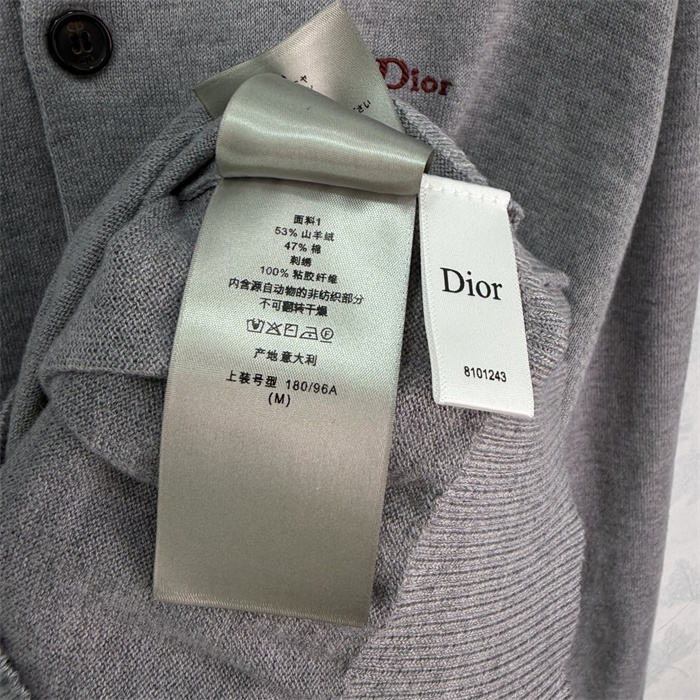 Dior
さい
面料1
53% 山羊绒
47% 棉
刺绣
100% 粘胶纤维
内含源自动物的非纺织部分
不可翻转干燥
产地意大利
上装号型 180/96A
(M)
Dior
8101243